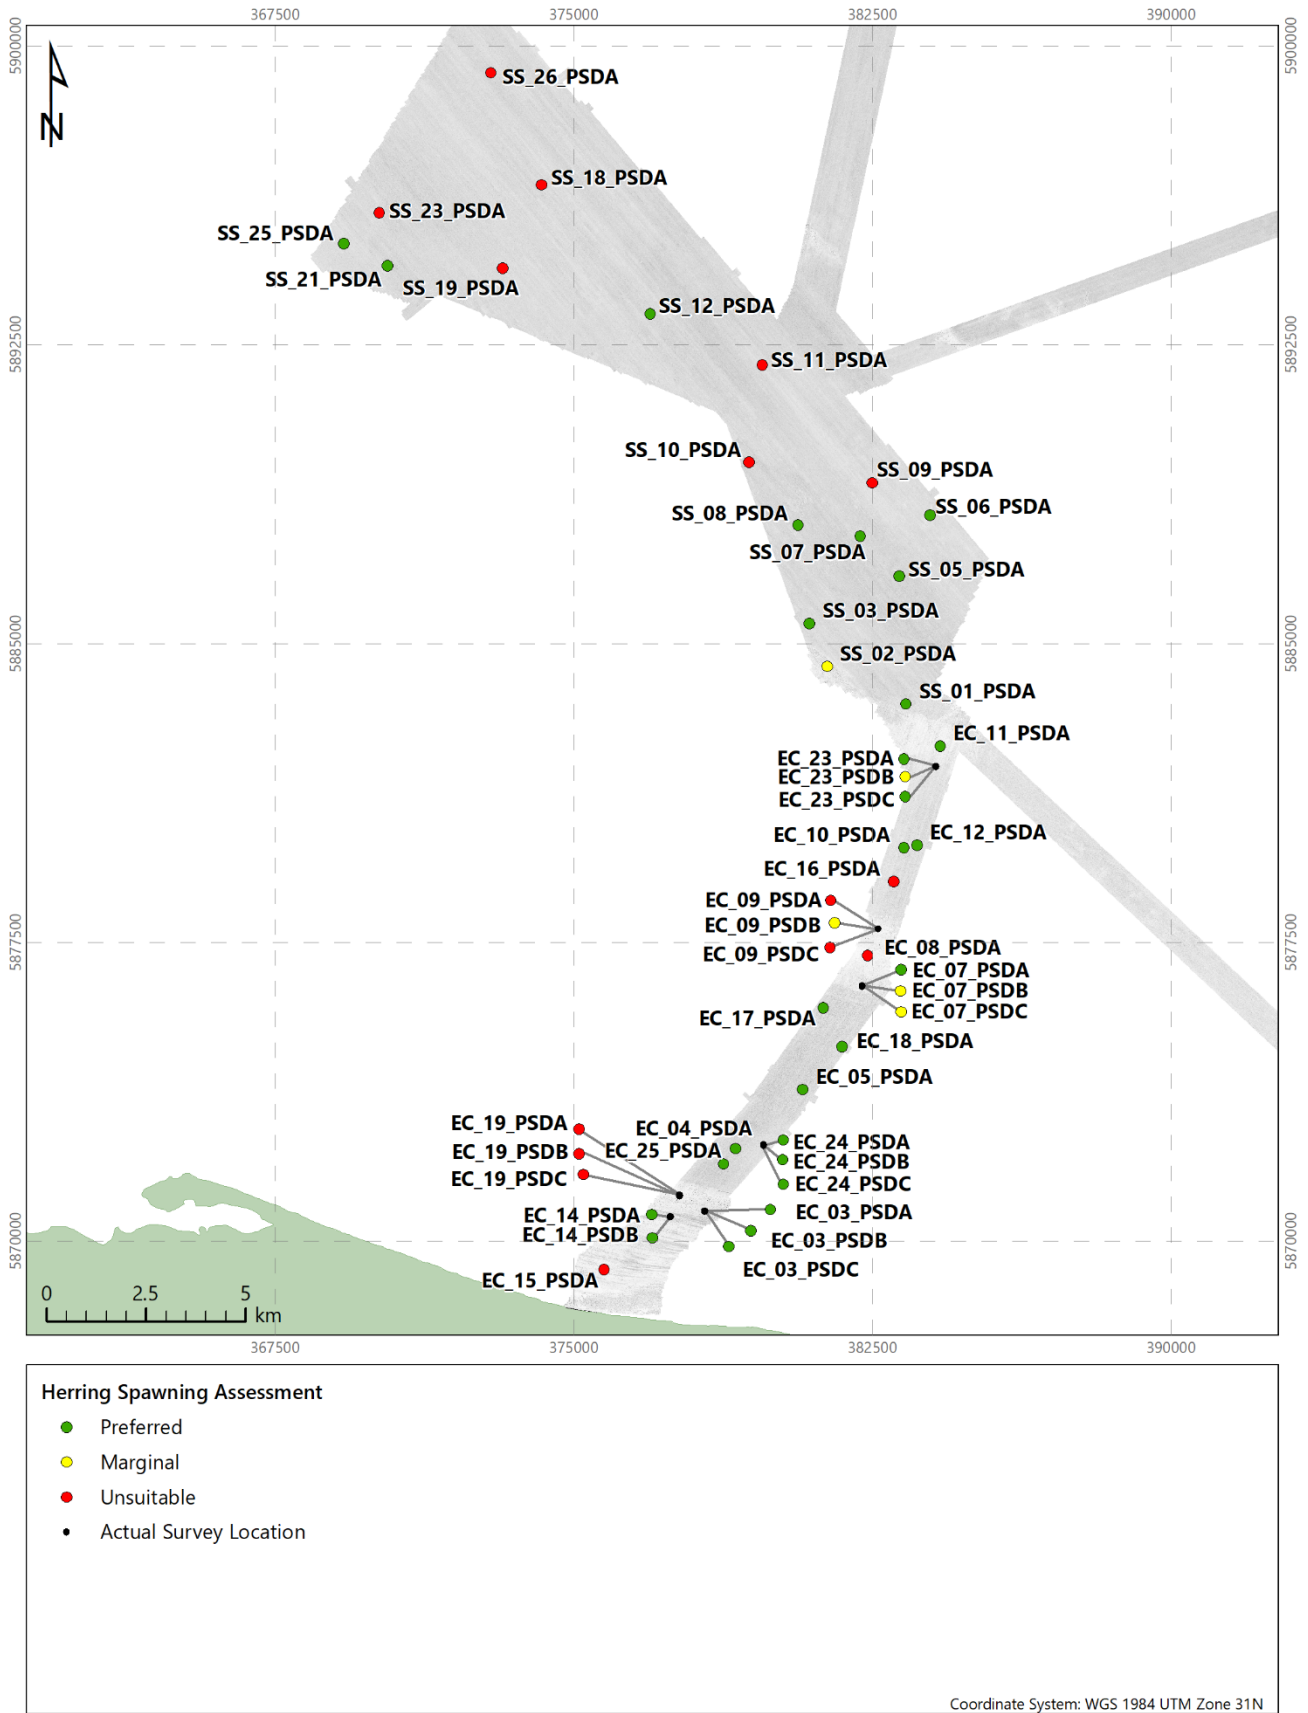 367500 375000 382500 390000
5900000 5900000
N
SS_26_PSDA
SS_18_PSDA
SS_23_PSDA
SS_25_PSDA
SS_21_PSDA
SS_19_PSDA
SS_12_PSDA
5892500 5892500
SS_11_PSDA
SS_10_PSDA
SS_09_PSDA
SS_06_PSDA
SS_08_PSDA
SS_07_PSDA
SS_05_PSDA
SS_03_PSDA
5885000 5885000
SS_02_PSDA
SS_01_PSDA
EC_11_PSDA
EC_23_PSDA
EC_23_PSDB
EC_23_PSDC
EC_10_PSDA
EC_12_PSDA
EC_16_PSDA
EC_09_PSDA
EC_09_PSDB
EC_09_PSDC
5877500 5877500
EC_08_PSDA
EC_07_PSDA
EC_07_PSDB
EC_07_PSDC
EC_17_PSDA
EC_18_PSDA
EC_05_PSDA
EC_19_PSDA
EC_04_PSDA
EC_19_PSDB
EC_25_PSDA
EC_24_PSDA
EC_24_PSDB
EC_19_PSDC
EC_24_PSDC
EC_14_PSDA
EC_03_PSDA
EC_14_PSDB
EC_03_PSDB
5870000 5870000
EC_15_PSDA
EC_03_PSDC
0 2.5 5
km
367500 375000 382500 390000
Herring Spawning Assessment
Preferred
Marginal
Unsuitable
Actual Survey Location
Coordinate System: WGS 1984 UTM Zone 31N